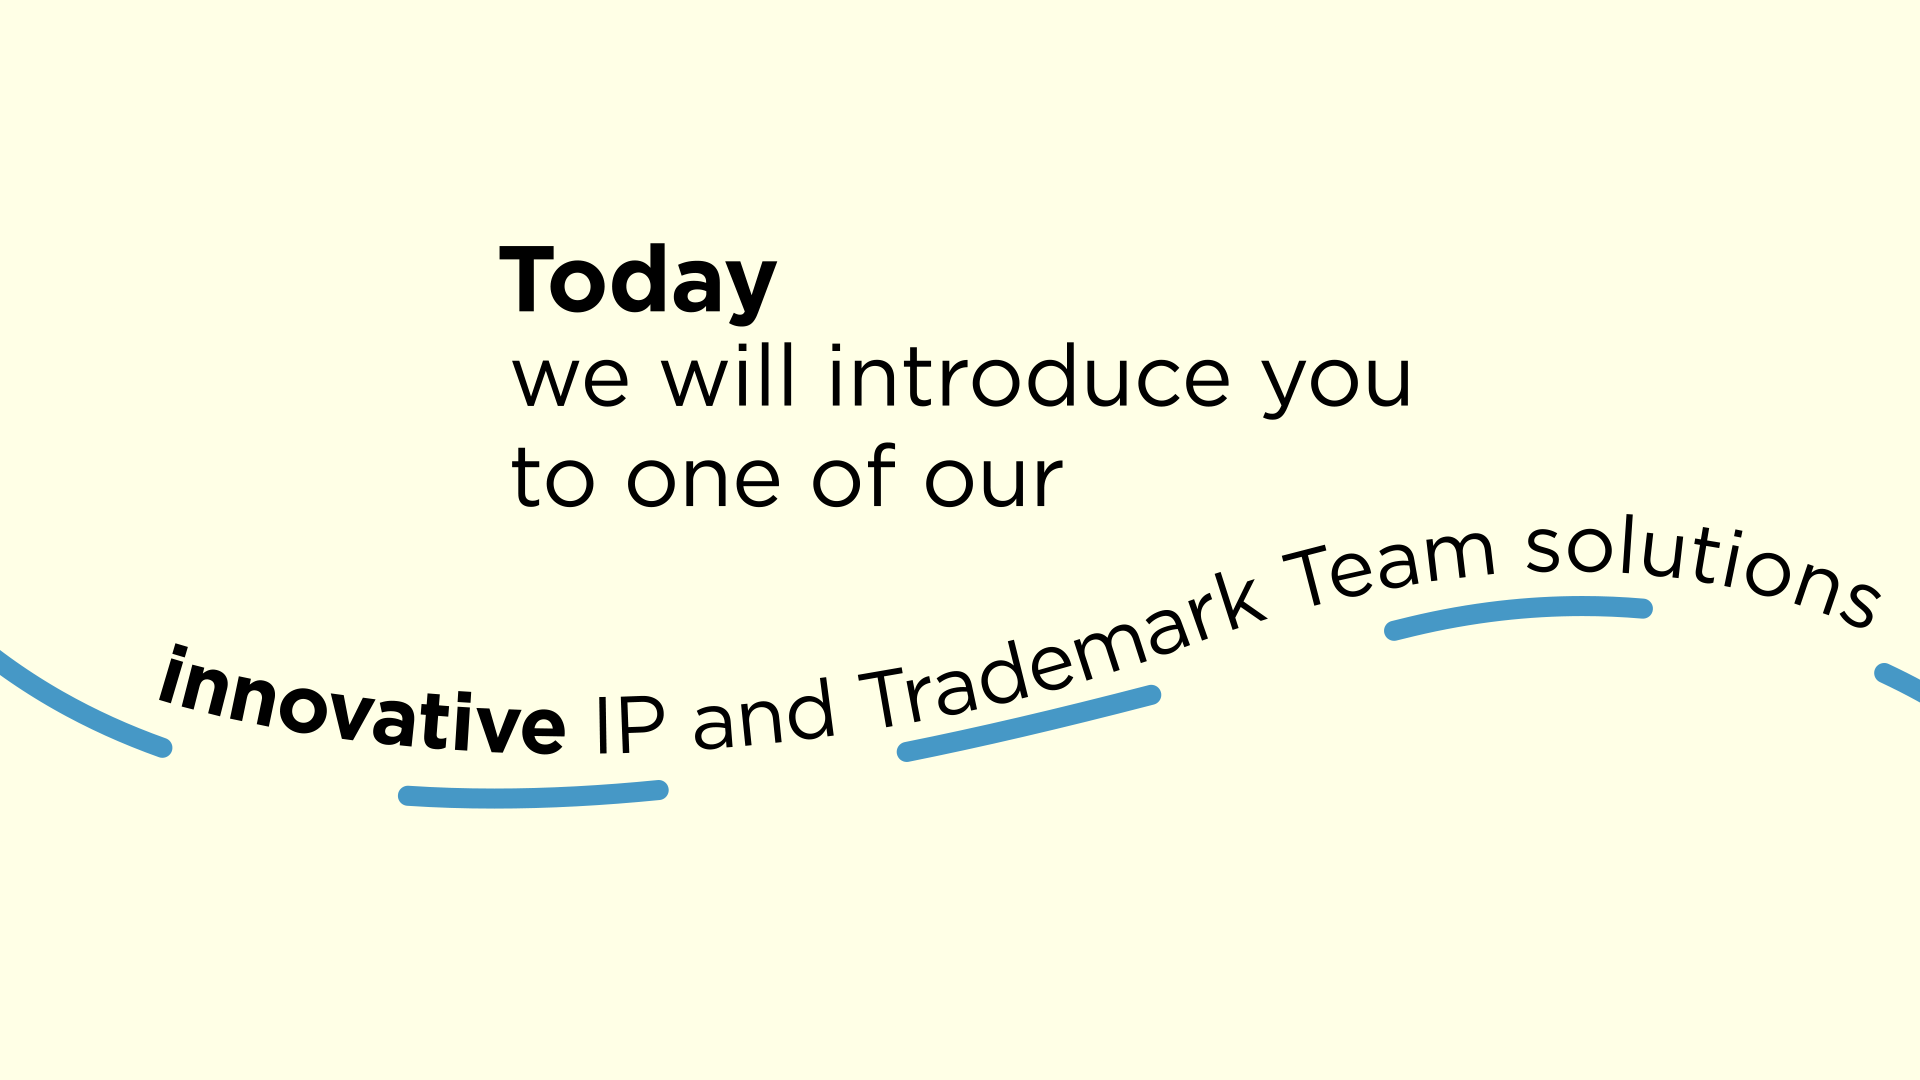 Today
we will introduce you
to one of our
innovative IP and Trademark Team solutions